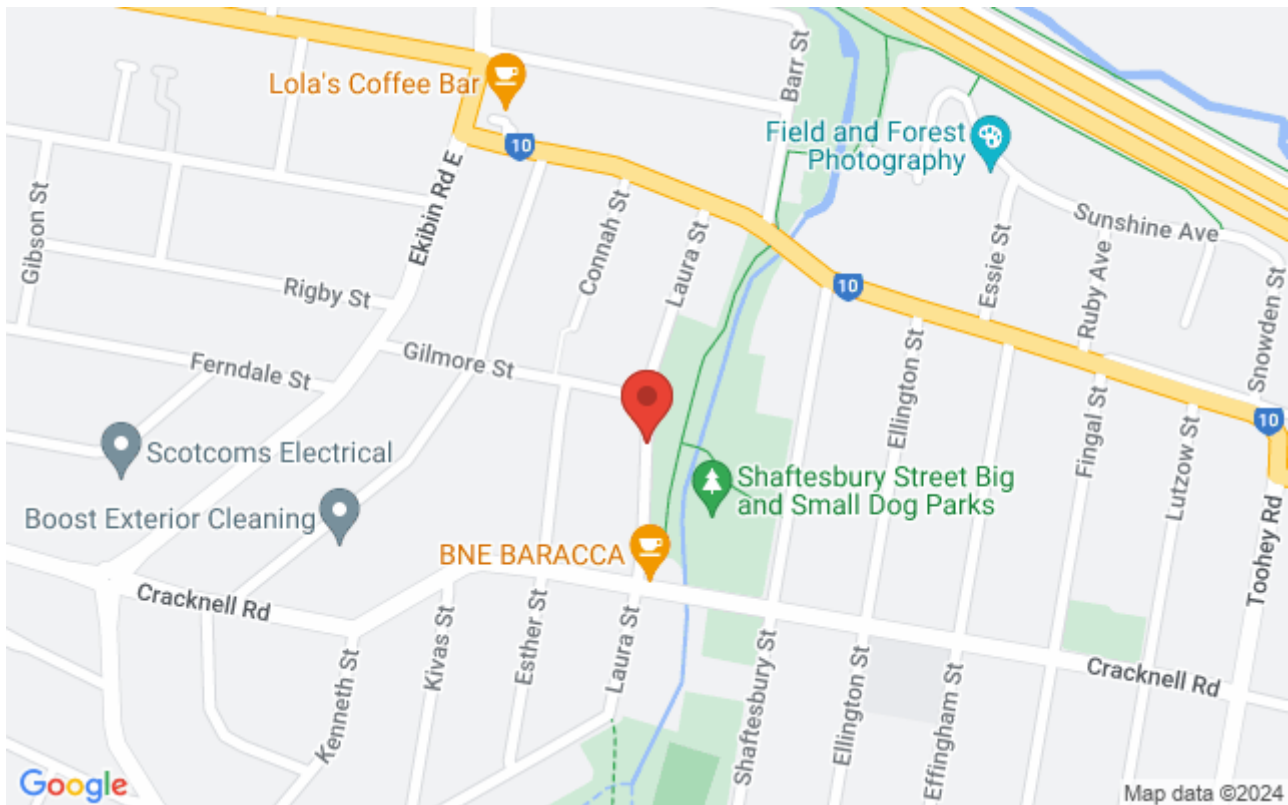 Lola's Coffee Bar
10
Barr St
Field and Forest
Photography
Gibson St
Ekibin Rd E
Connah St
Laura St
Essie St
Sunshine Ave
Ruby Ave
Snowden St
Rigby St
10
Ferndale St
Gilmore St
Ellington St
Fingal St
Lutzow St
10
Scotcoms Electrical
Shaftesbury Street Big
and Small Dog Parks
Boost Exterior Cleaning
BNE BARACCA
Toohey Rd
Cracknell Rd
Kenneth St
Kivas St
Esther St
Laura St
Shaftesbury St
Ellington St
Effingham St
Cracknell Rd
Google
Map data ©2024